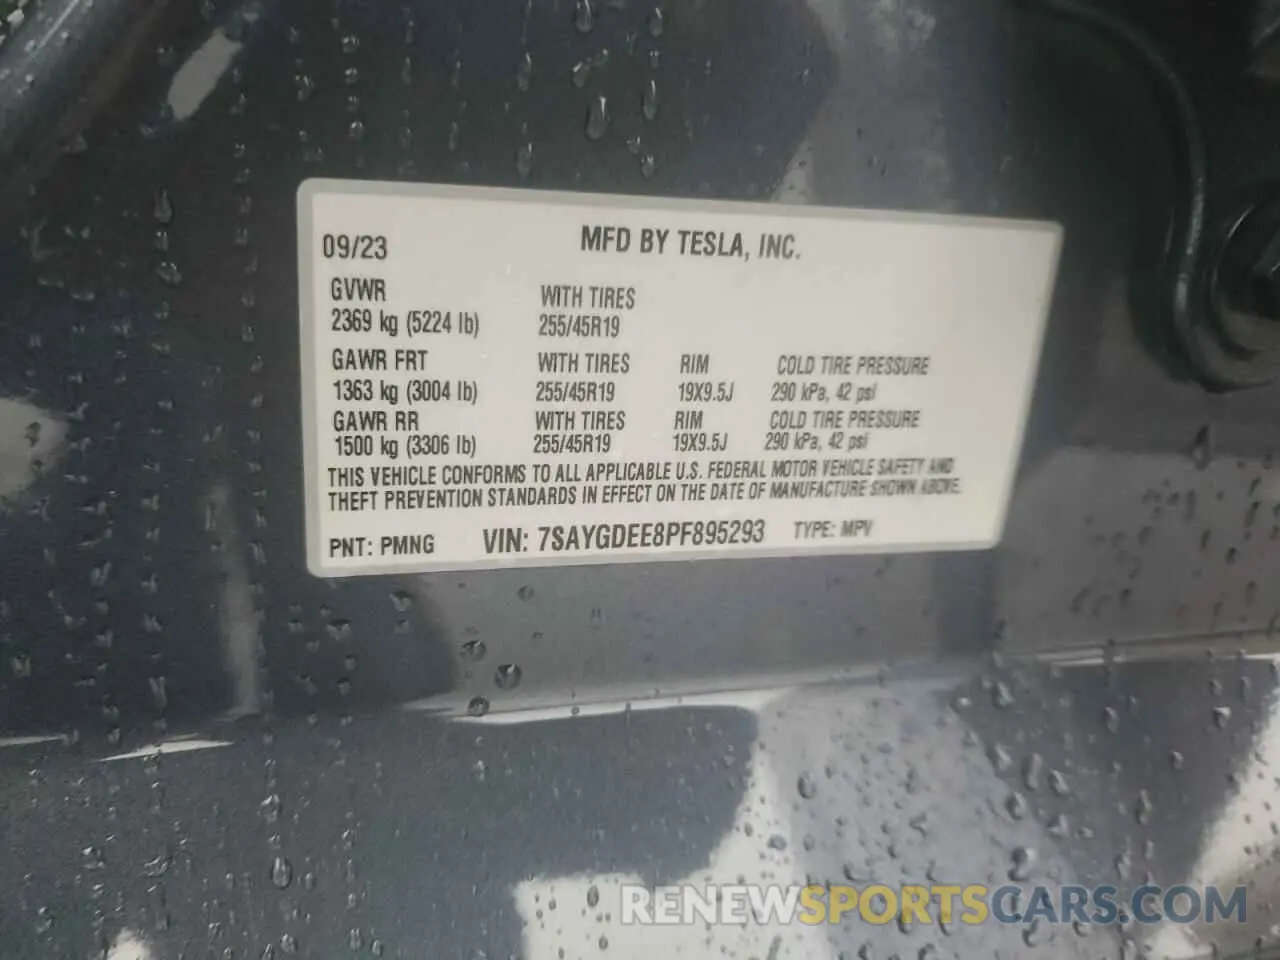 09/23 MFD BY TESLA, INC.
GVWR WITH TIRES
2369 kg (5224 lb) 255/45R19
GAWR FRT WITH TIRES RIM COLD TIRE PRESSURE
1363 kg (3004 lb) 255/45R19 19X9.5J 290 kPa, 42 psi
GAWR RR WITH TIRES RIM COLD TIRE PRESSURE
1500 kg (3306 lb) 255/45R19 19X9.5J 290 kPa, 42 psi
THIS VEHICLE CONFORMS TO ALL APPLICABLE U.S. FEDERAL MOTOR VEHICLE SAFETY AND
THEFT PREVENTION STANDARDS IN EFFECT ON THE DATE OF MANUFACTURE SHOWN ABOVE.
PNT: PMNG VIN: 7SAYGDEE8PF895293 TYPE: MPV
RENEWSPORTSCARS.COM